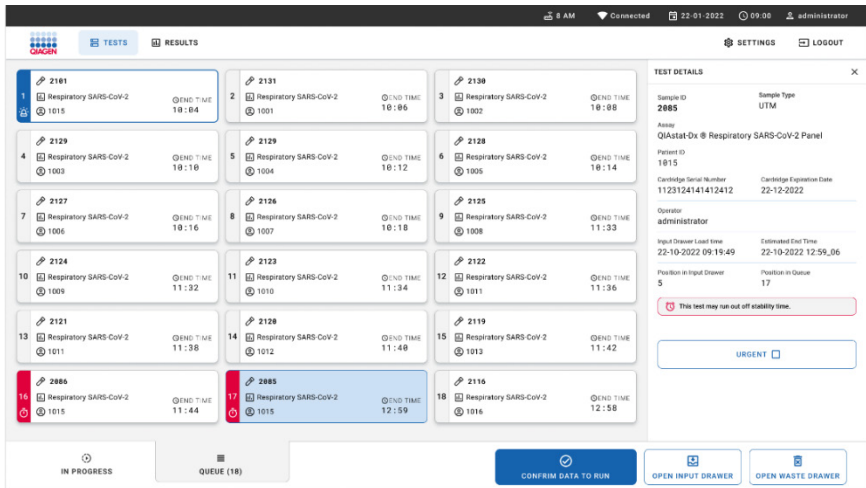 8 AM Connected 22-01-2022 09:00 administrator
QIAGEN TESTS RESULTS SETTINGS LOGOUT
1 2101
Respiratory SARS-CoV-2 END TIME
1015 10:04
2 2131
Respiratory SARS-CoV-2 END TIME
1001 10:06
3 2130
Respiratory SARS-CoV-2 END TIME
1002 10:08
4 2129
Respiratory SARS-CoV-2 END TIME
1003 10:10
5 2129
Respiratory SARS-CoV-2 END TIME
1004 10:12
6 2128
Respiratory SARS-CoV-2 END TIME
1005 10:14
7 2127
Respiratory SARS-CoV-2 END TIME
1006 10:16
8 2126
Respiratory SARS-CoV-2 END TIME
1007 10:18
9 2125
Respiratory SARS-CoV-2 END TIME
1008 11:33
10 2124
Respiratory SARS-CoV-2 END TIME
1009 11:32
11 2123
Respiratory SARS-CoV-2 END TIME
1010 11:34
12 2122
Respiratory SARS-CoV-2 END TIME
1011 11:36
13 2121
Respiratory SARS-CoV-2 END TIME
1011 11:38
14 2120
Respiratory SARS-CoV-2 END TIME
1012 11:40
15 2119
Respiratory SARS-CoV-2 END TIME
1013 11:42
16 2086
Respiratory SARS-CoV-2 END TIME
1015 11:44
17 2085
Respiratory SARS-CoV-2 END TIME
1015 12:59
18 2116
Respiratory SARS-CoV-2 END TIME
1016 12:58
TEST DETAILS
Sample ID Sample Type
2085 UTM
Assay
QIAstat-Dx ® Respiratory SARS-CoV-2 Panel
Patient ID
1015
Cardridge Serial Number Cardridge Expiration Date
1123124141412412 22-12-2022
Operator
administrator
Input Drawer Load time Estimated End Time
22-10-2022 09:19:49 22-10-2022 12:59_06
Position in Input Drawer Position in Queue
5 17
This test may run out off stability time.
URGENT
IN PROGRESS QUEUE (18) CONFRIM DATA TO RUN OPEN INPUT DRAWER OPEN WASTE DRAWER